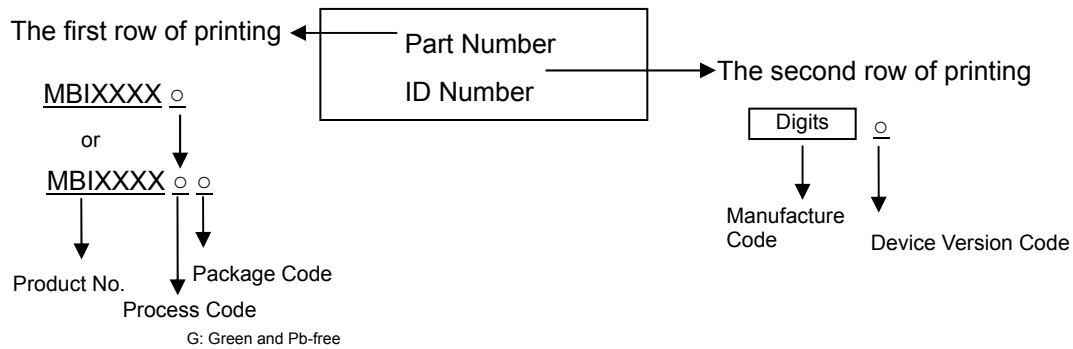 The first row of printing
Part Number
ID Number
The second row of printing
MBIXXXX ○
or
MBIXXXX ○ ○
Product No.
Process Code
G: Green and Pb-free
Package Code
Digits ○
Manufacture
Code
Device Version Code